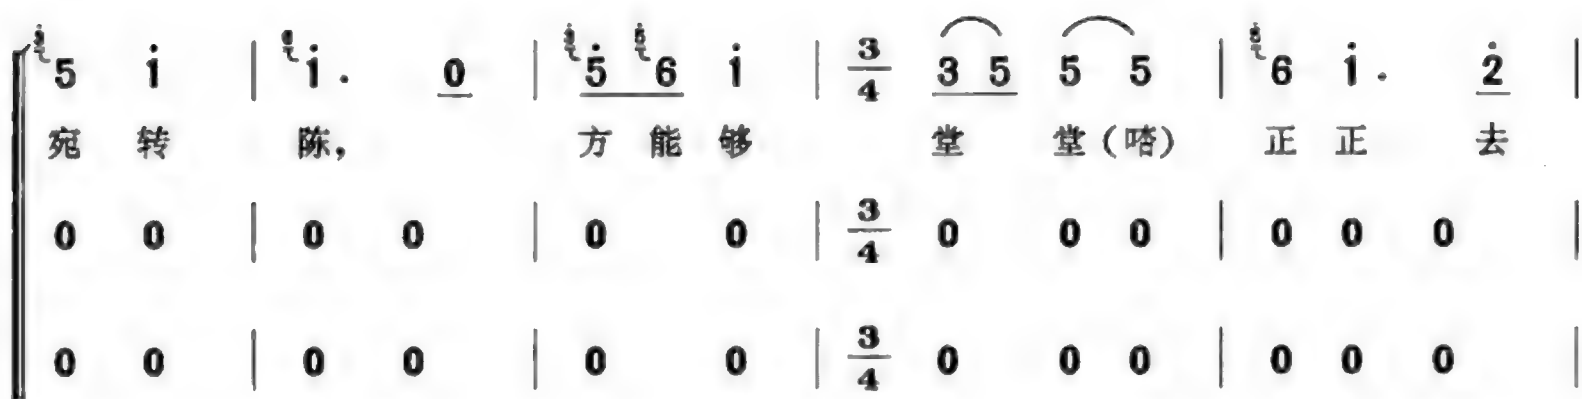 5 i | i. 0 | 5 6 i | 3/4 3 5 5 5 | 6 i. 2 |
宛 转 陈， 方 能 够 堂 堂（喒） 正 正 去
0 0 | 0 0 | 0 0 | 3/4 0 0 0 | 0 0 0 |
0 0 | 0 0 | 0 0 | 3/4 0 0 0 | 0 0 0 |